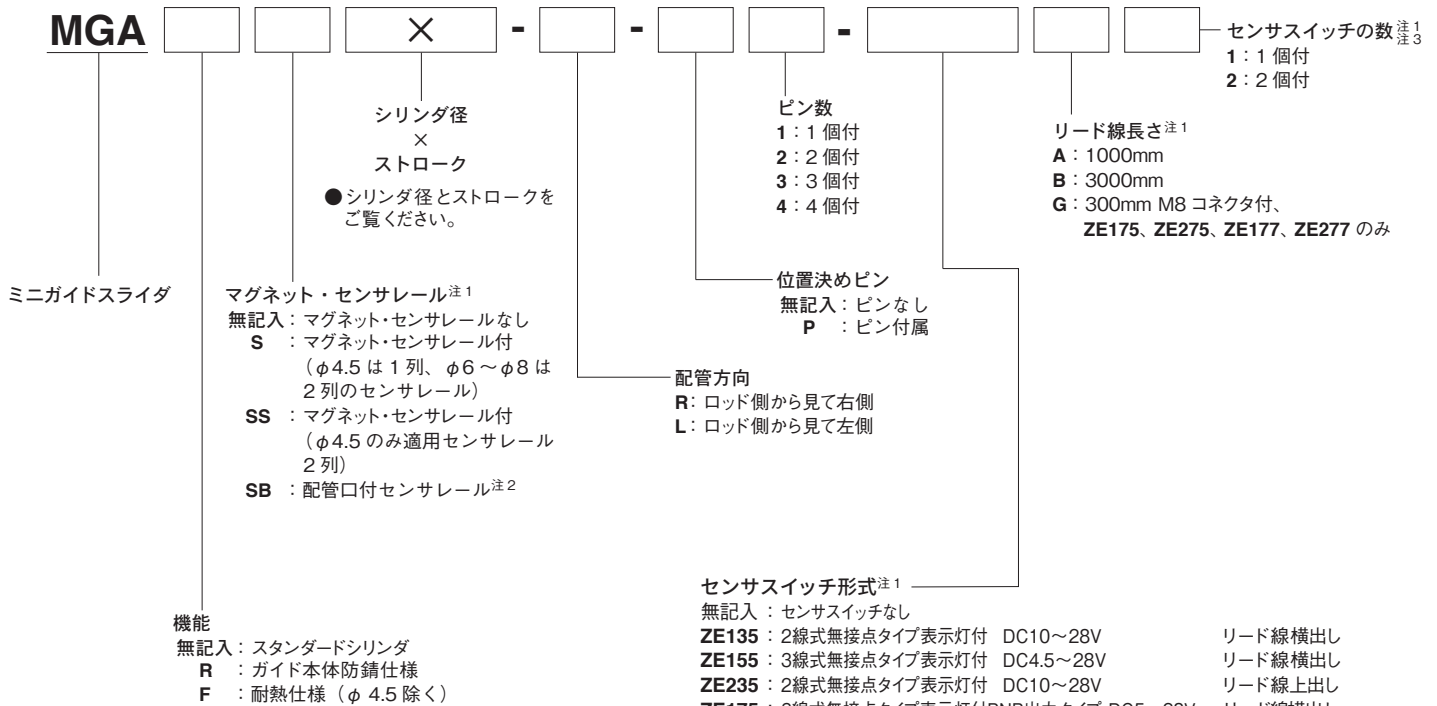 MGA × - - -
センサスイッチの数注1 注3
1：1個付
2：2個付
シリンダ径
×
ストローク
●シリンダ径とストロークを
ご覧ください。
ピン数
1：1個付
2：2個付
3：3個付
4：4個付
リード線長さ注1
A：1000mm
B：3000mm
G：300mm M8コネクタ付、
ZE175、ZE275、ZE177、ZE277 のみ
ミニガイドスライダ
マグネット・センサレール注1
無記入：マグネット・センサレールなし
S ：マグネット・センサレール付
（φ4.5は1列、φ6～φ8は
2列のセンサレール）
SS ：マグネット・センサレール付
（φ4.5のみ適用センサレール
2列）
SB ：配管口付センサレール注2
位置決めピン
無記入：ピンなし
P ：ピン付属
配管方向
R：ロッド側から見て右側
L：ロッド側から見て左側
機能
無記入：スタンダードシリンダ
R ：ガイド本体防錆仕様
F ：耐熱仕様（φ 4.5 除く）
センサスイッチ形式注1
無記入：センサスイッチなし
ZE135：2線式無接点タイプ表示灯付 DC10～28V リード線横出し
ZE155：3線式無接点タイプ表示灯付 DC4.5～28V リード線横出し
ZE235：2線式無接点タイプ表示灯付 DC10～28V リード線上出し